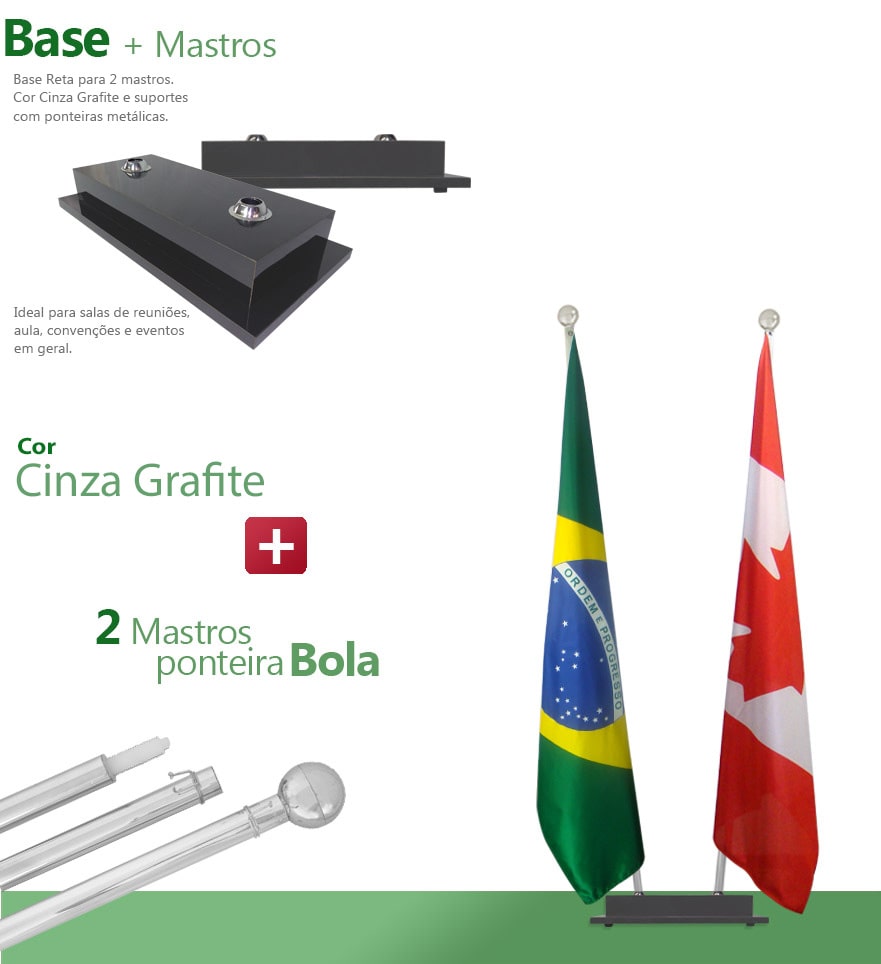 Base + Mastros
Base Reta para 2 mastros.
Cor Cinza Grafite e suportes
com ponteiras metálicas.
Ideal para salas de reuniões,
aula, convenções e eventos
em geral.
Cor
Cinza Grafite
2 Mastros
ponteira Bola
ORDEM E PROGRESSO